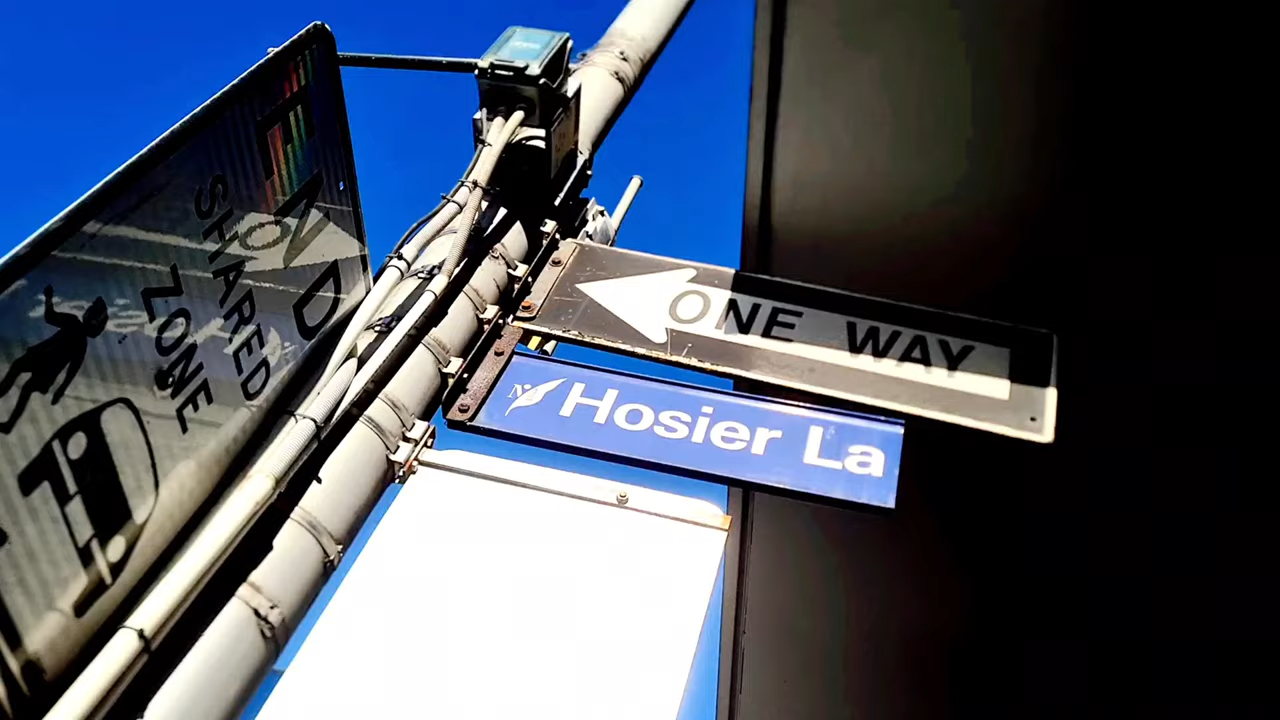 END
SHARED
ZONE
ONE WAY
Hosier La